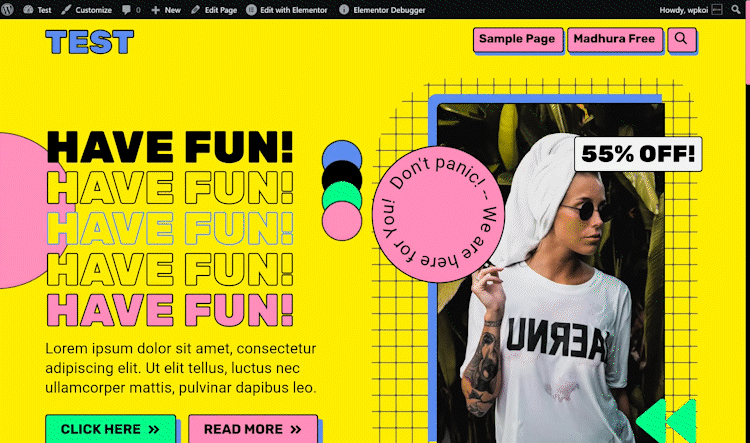 Test
Customize
0
New
Edit Page
Edit with Elementor
Elementor Debugger
Howdy, wpkoi
TEST
Sample Page
Madhura Free
HAVE FUN!
HAVE FUN!
HAVE FUN!
HAVE FUN!
HAVE FUN!
Don't panic! -- We are here for You!
55% OFF!
Lorem ipsum dolor sit amet, consectetur
adipiscing elit. Ut elit tellus, luctus nec
ullamcorper mattis, pulvinar dapibus leo.
CLICK HERE »
READ MORE »